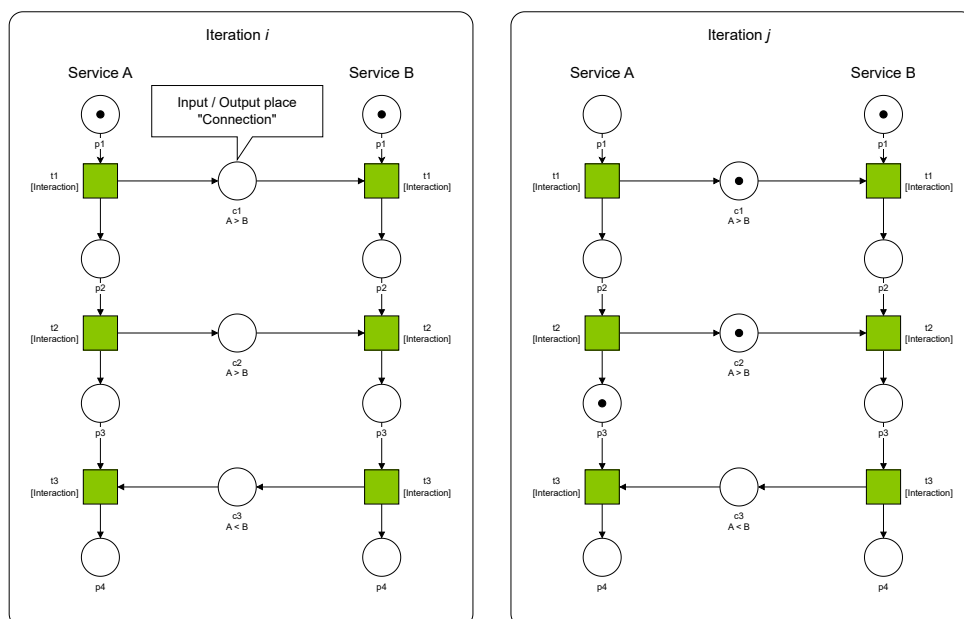 Iteration i
Service A
Service B
Input / Output place
"Connection"
p1
p1
t1
[Interaction]
c1
A > B
t1
[Interaction]
p2
p2
t2
[Interaction]
c2
A > B
t2
[Interaction]
p3
p3
t3
[Interaction]
c3
A < B
t3
[Interaction]
p4
p4
Iteration j
Service A
Service B
p1
p1
t1
[Interaction]
c1
A > B
t1
[Interaction]
p2
p2
t2
[Interaction]
c2
A > B
t2
[Interaction]
p3
p3
t3
[Interaction]
c3
A < B
t3
[Interaction]
p4
p4